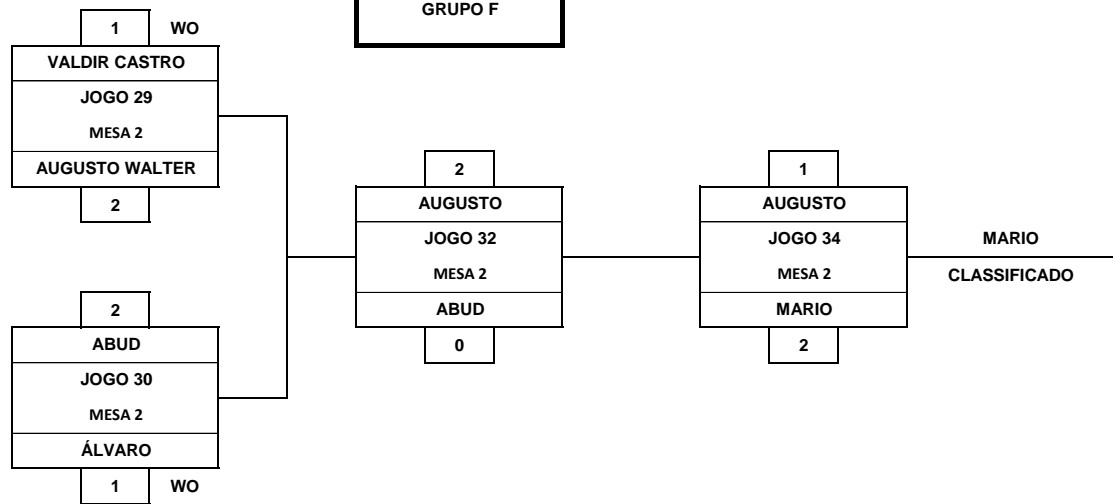 GRUPO F
1 WO
VALDIR CASTRO
JOGO 29
MESA 2
AUGUSTO WALTER
2
2
ABUD
JOGO 30
MESA 2
ÁLVARO
1 WO
2
AUGUSTO
JOGO 32
MESA 2
ABUD
0
1
AUGUSTO
JOGO 34
MESA 2
MARIO
2
MARIO
CLASSIFICADO